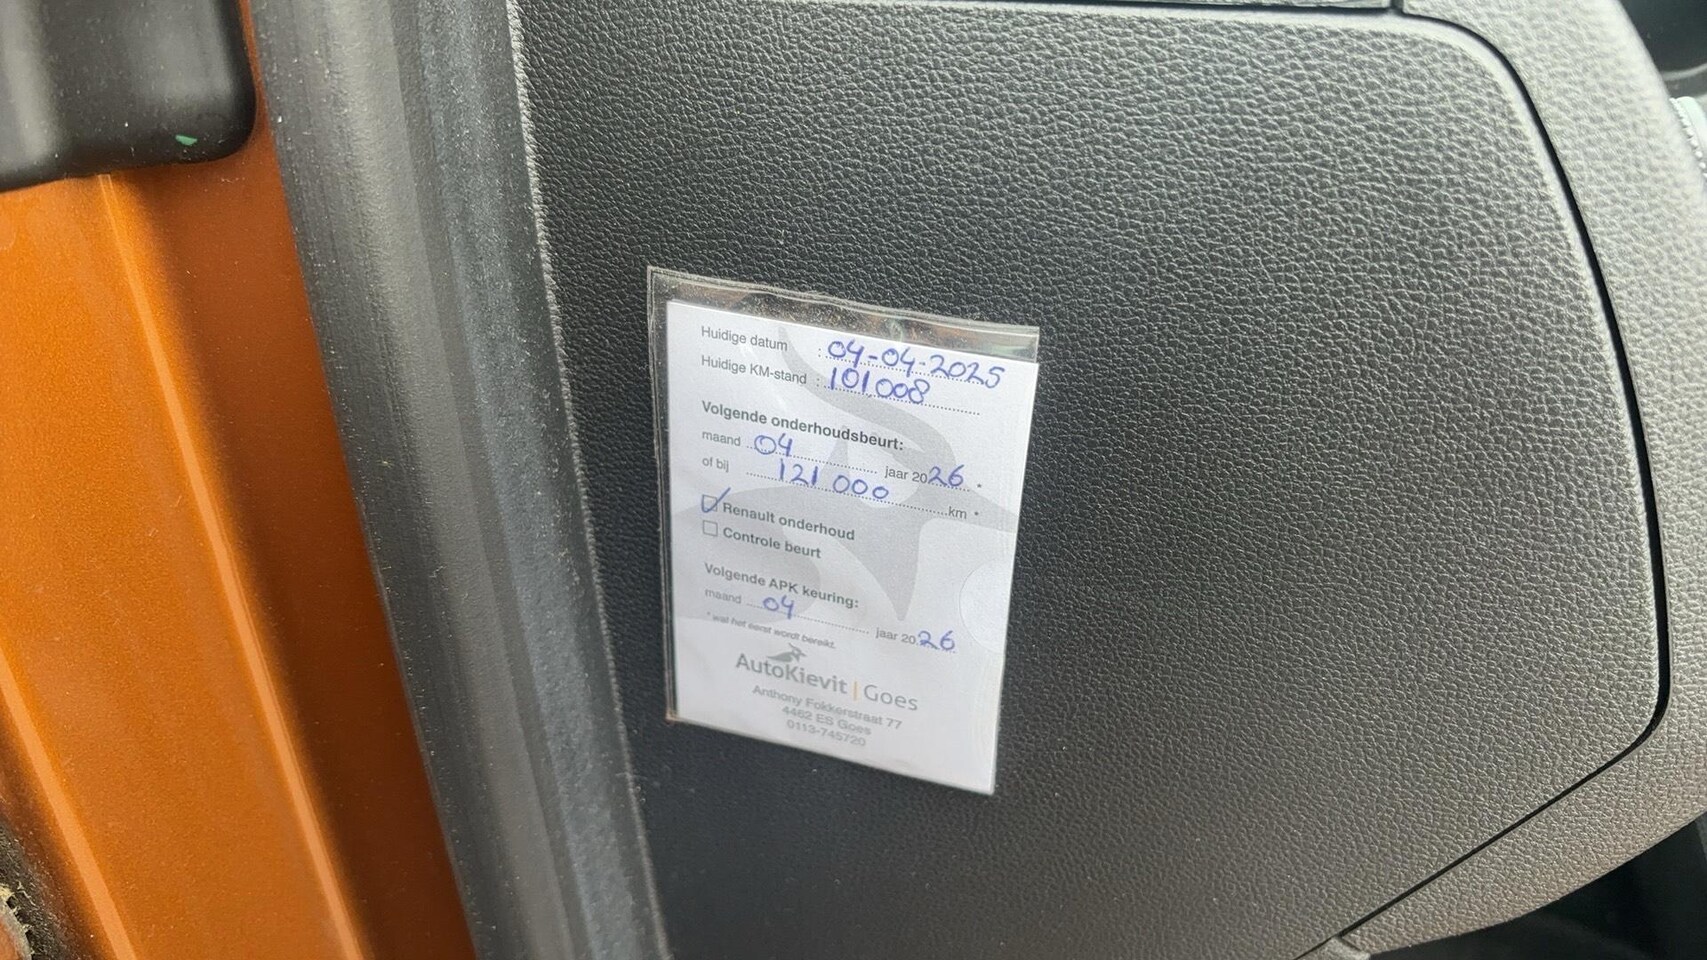 Huidige datum : 04-04-2025
Huidige KM-stand : 101.008
Volgende onderhoudsbeurt:
maand 04 jaar 2026 *
of bij 121 000 km *
Renault onderhoud
Controle beurt
Volgende APK keuring:
maand 04 jaar 2026
* wat het eerst wordt bereikt.
AutoKievit | Goes
Anthony Fokkerstraat 77
4462 ES Goes
0113-745720